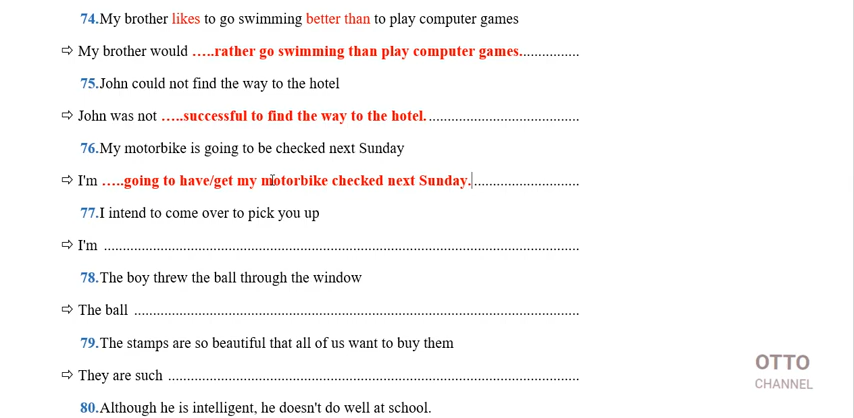 74.My brother likes to go swimming better than to play computer games
⇨ My brother would …..rather go swimming than play computer games...............
75.John could not find the way to the hotel
⇨ John was not …..successful to find the way to the hotel........................................
76.My motorbike is going to be checked next Sunday
⇨ I'm …..going to have/get my motorbike checked next Sunday............................
77.I intend to come over to pick you up
⇨ I'm ...............................................................................................................................
78.The boy threw the ball through the window
⇨ The ball .......................................................................................................................
79.The stamps are so beautiful that all of us want to buy them
⇨ They are such ..............................................................................................................
80.Although he is intelligent, he doesn't do well at school.
OTTO
CHANNEL